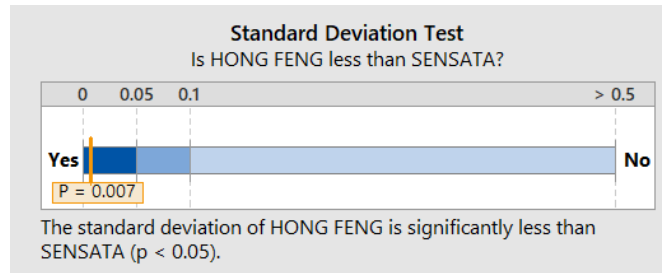 Standard Deviation Test
Is HONG FENG less than SENSATA?
0 0.05 0.1 > 0.5
Yes No
P = 0.007
The standard deviation of HONG FENG is significantly less than
SENSATA (p < 0.05).